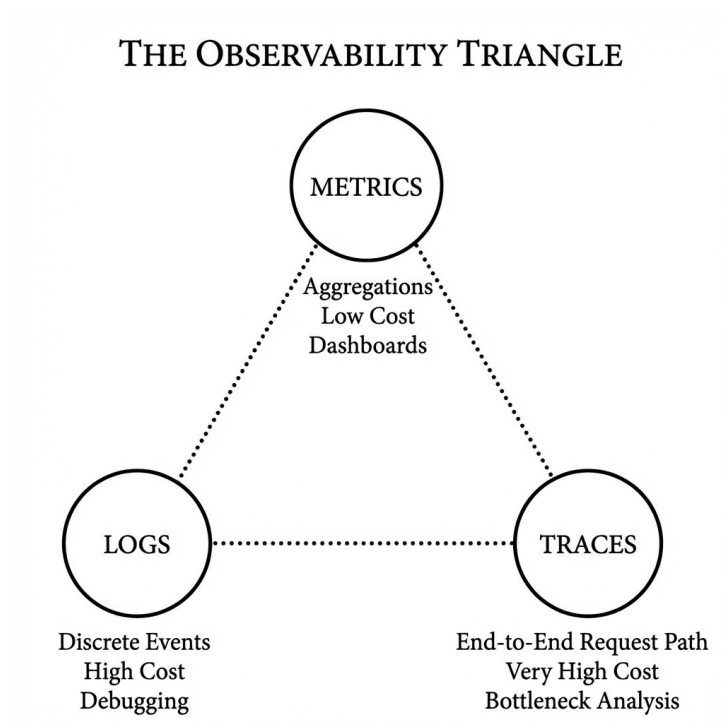 THE OBSERVABILITY TRIANGLE
METRICS
Aggregations
Low Cost
Dashboards
LOGS
Discrete Events
High Cost
Debugging
TRACES
End-to-End Request Path
Very High Cost
Bottleneck Analysis